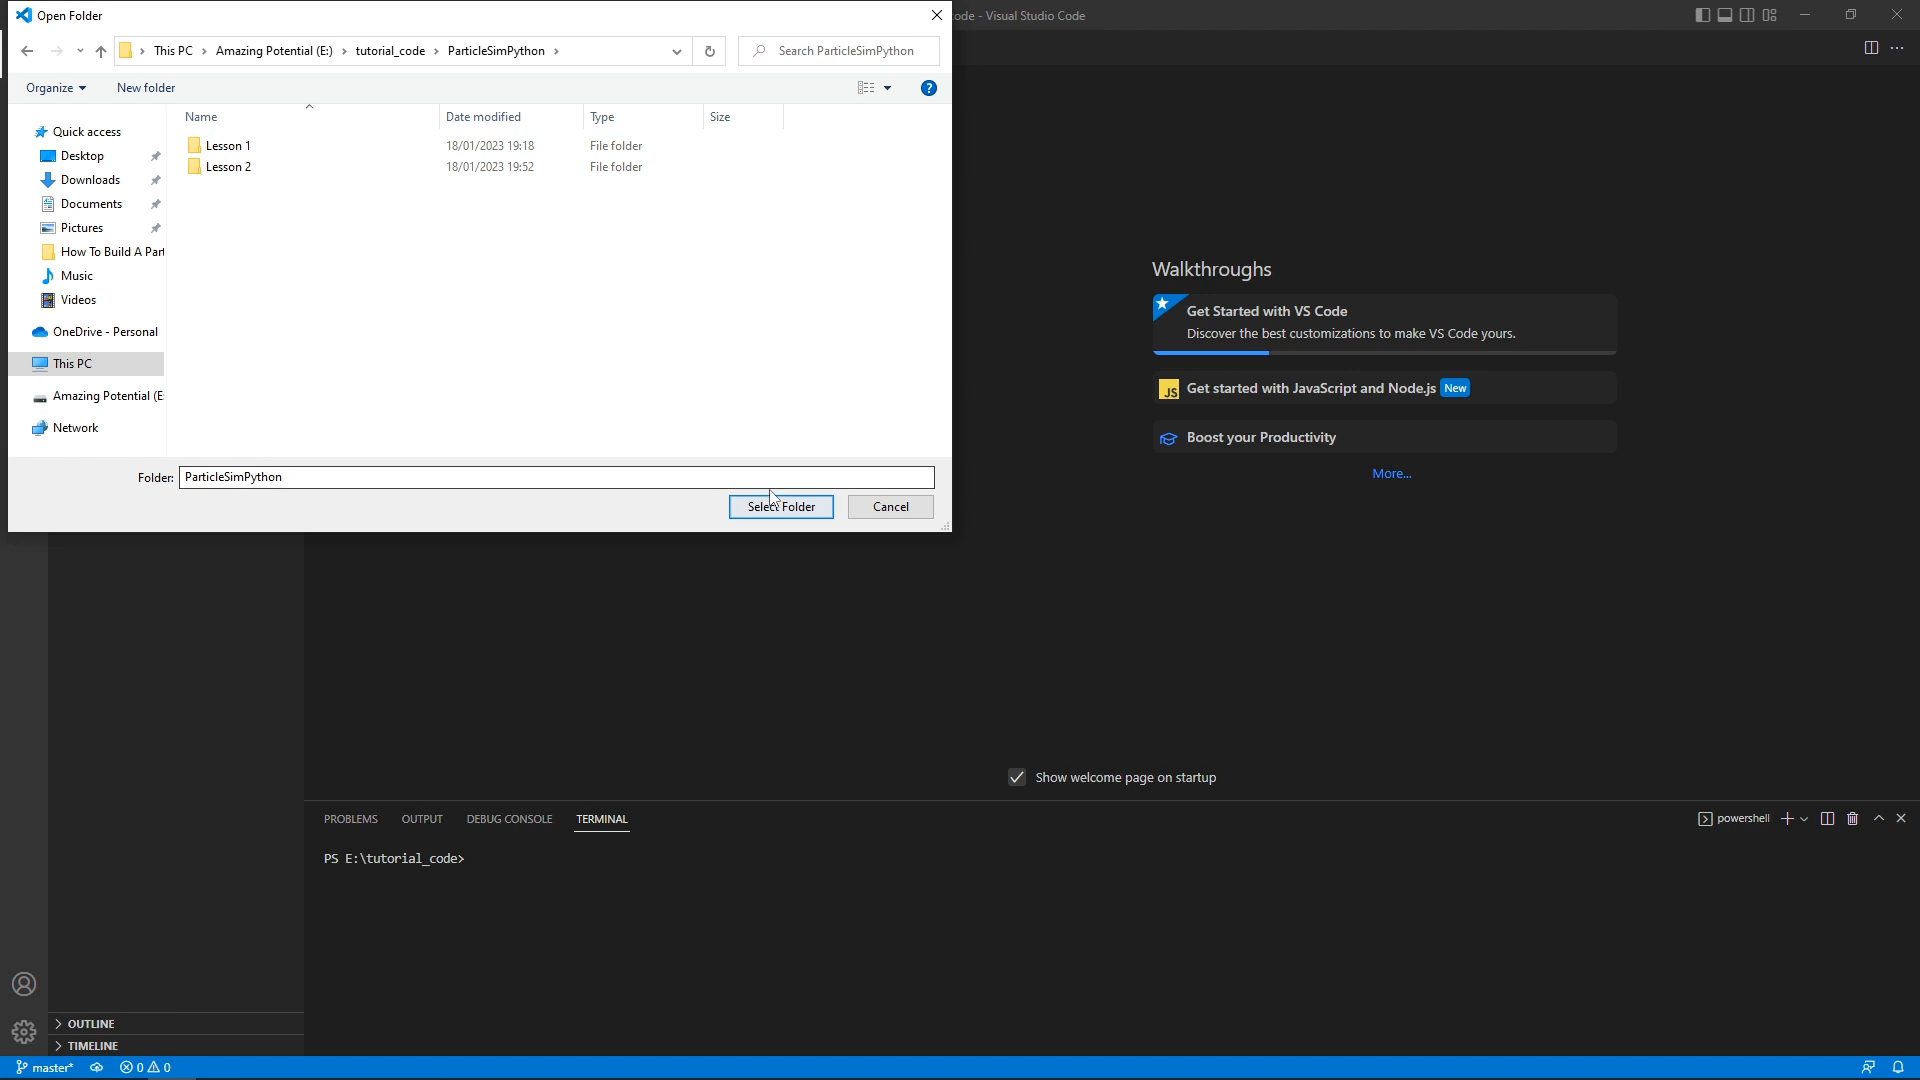 Open Folder
ode - Visual Studio Code
This PC > Amazing Potential (E:) > tutorial_code > ParticleSimPython >
Search ParticleSimPython
Organize
New folder
Name
Date modified
Type
Size
Quick access
Desktop
Downloads
Documents
Pictures
How To Build A Part
Music
Videos
OneDrive - Personal
This PC
Amazing Potential (E
Network
Lesson 1
18/01/2023 19:18
File folder
Lesson 2
18/01/2023 19:52
File folder
Folder:
ParticleSimPython
Select Folder
Cancel
Walkthroughs
Get Started with VS Code
Discover the best customizations to make VS Code yours.
JS
Get started with JavaScript and Node.js
New
Boost your Productivity
More...
Show welcome page on startup
PROBLEMS
OUTPUT
DEBUG CONSOLE
TERMINAL
powershell
PS E:\tutorial_code>
OUTLINE
TIMELINE
master*
0
0